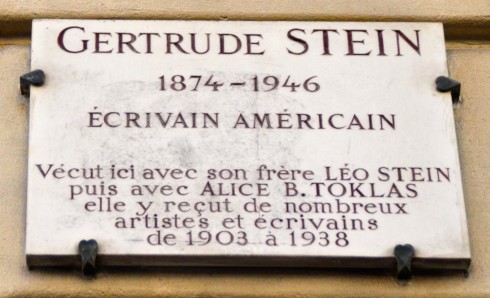 GERTRUDE STEIN
1874-1946
ÉCRIVAIN AMÉRICAIN
Vécut ici avec son frère LÉO STEIN
puis avec ALICE B. TOKLAS
elle y reçut de nombreux
artistes et écrivains
de 1903 à 1938